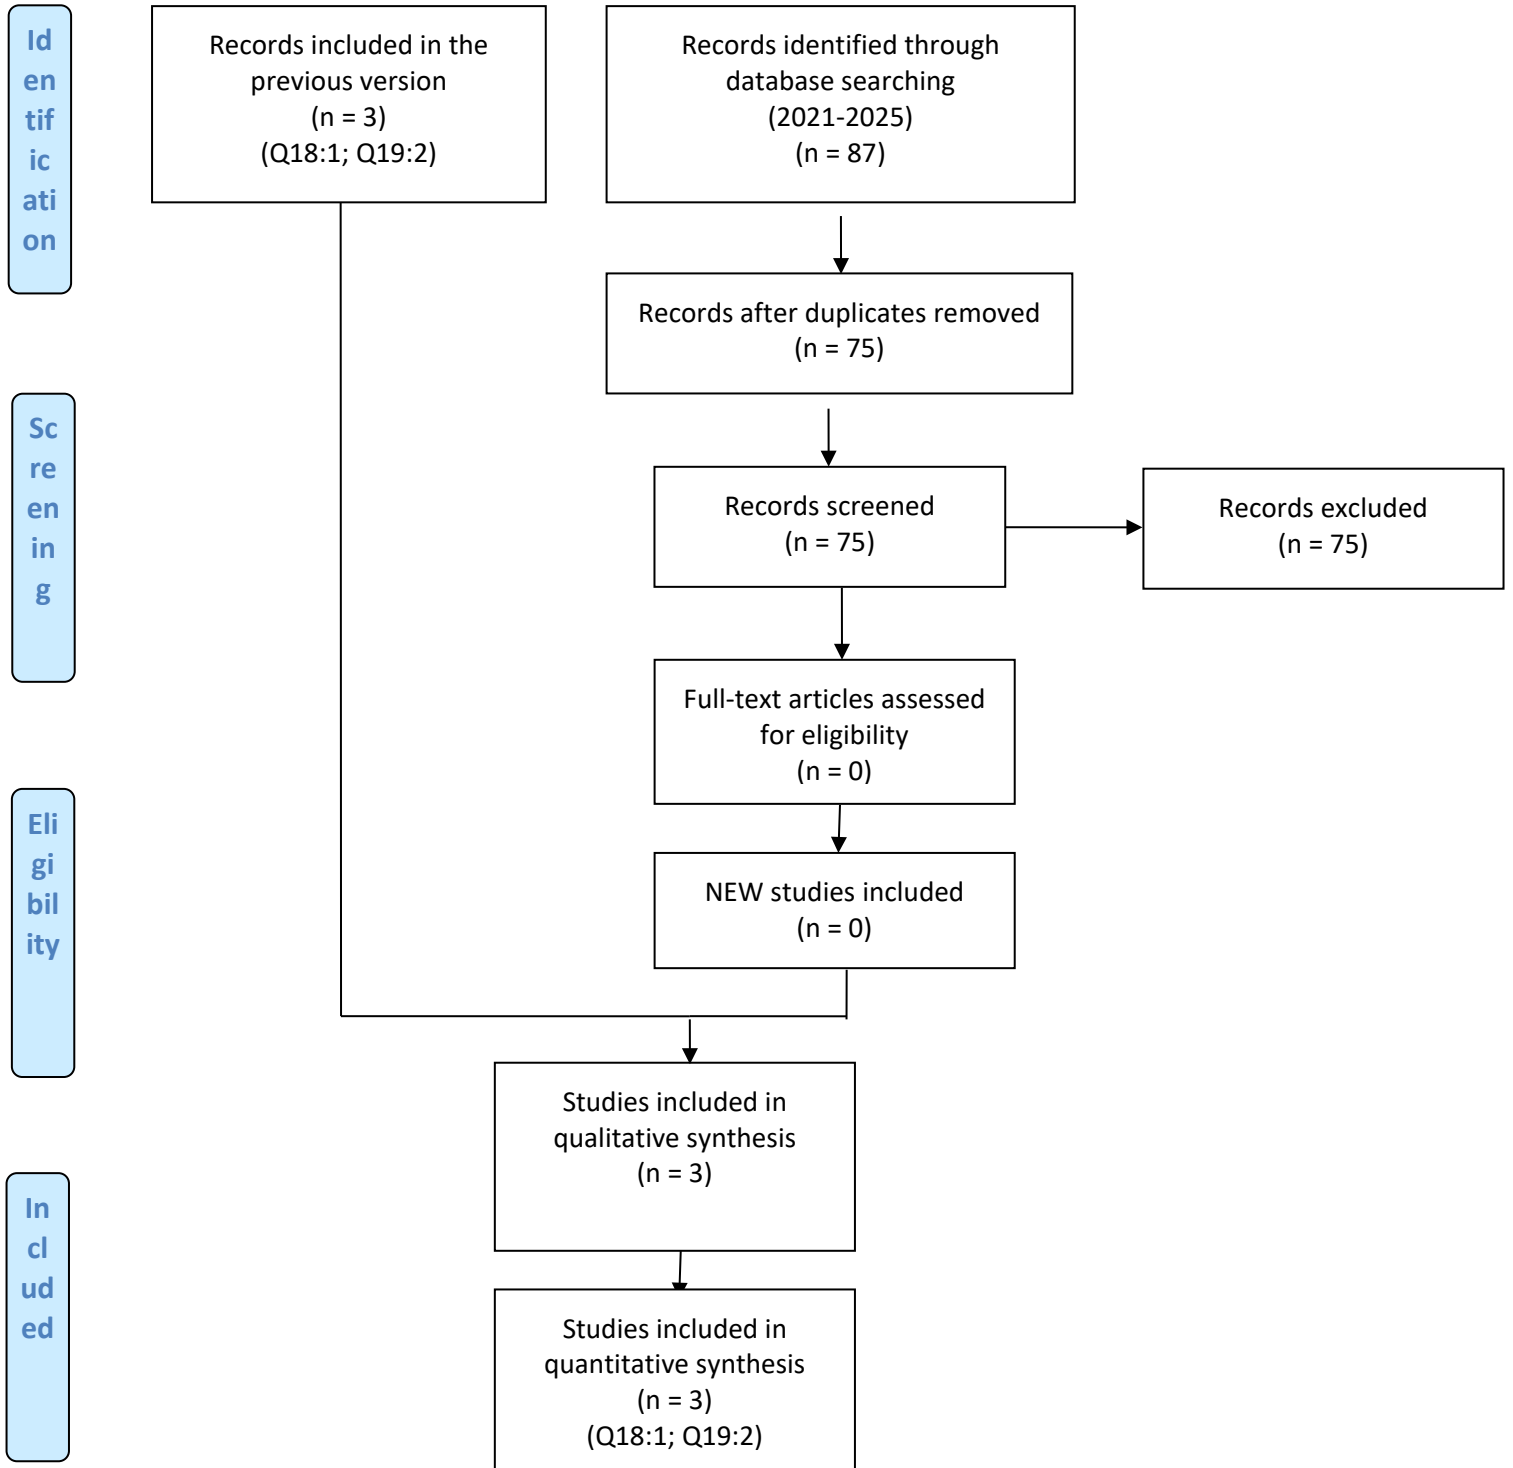 Id
en
tif
ic
ati
on
Records included in the
previous version
(n = 3)
(Q18:1; Q19:2)
Records identified through
database searching
(2021-2025)
(n = 87)
Records after duplicates removed
(n = 75)
Sc
re
en
in
g
Records screened
(n = 75)
Records excluded
(n = 75)
Full-text articles assessed
for eligibility
(n = 0)
Eli
gi
bil
ity
NEW studies included
(n = 0)
Studies included in
qualitative synthesis
(n = 3)
In
cl
ud
ed
Studies included in
quantitative synthesis
(n = 3)
(Q18:1; Q19:2)